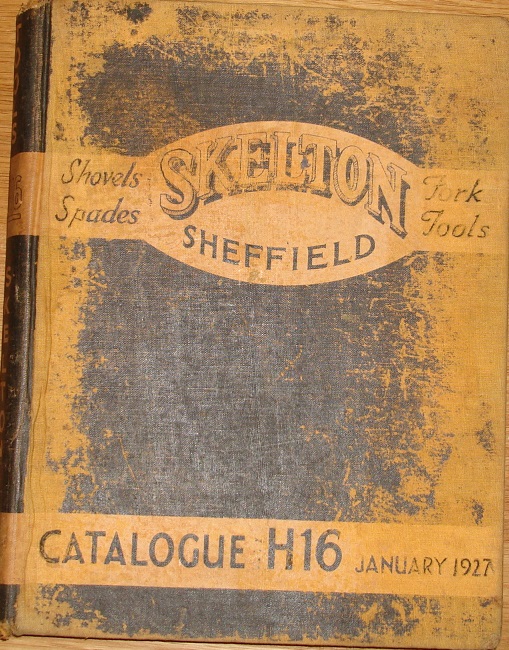 SKELTON
SHEFFIELD
Shovels
Spades
Fork
Tools
CATALOGUE H16 JANUARY 1927